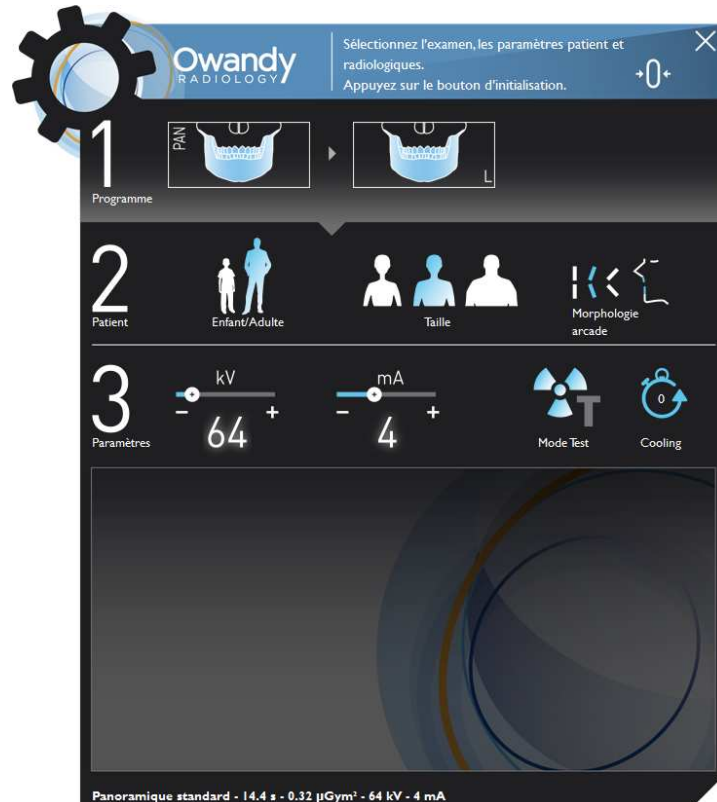 Owandy
RADIOLOGY
Sélectionnez l'examen, les paramètres patient et
radiologiques.
Appuyez sur le bouton d'initialisation.
0
1
Programme
PAN
L
2
Patient
Enfant/Adulte
Taille
Morphologie
arcade
3
Paramètres
kV
- +
64
mA
- +
4
T
Mode Test
0
Cooling
Panoramique standard - 14.4 s - 0.32 µGym² - 64 kV - 4 mA